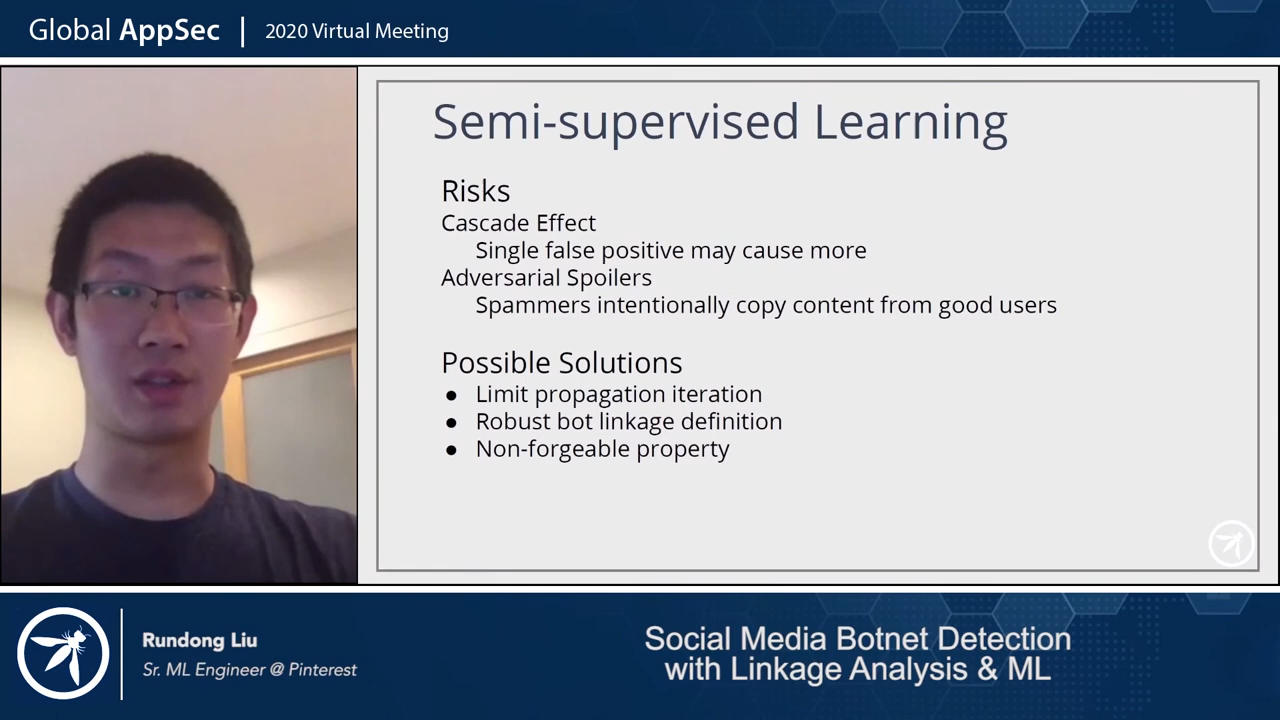 Global AppSec | 2020 Virtual Meeting
Semi-supervised Learning
Risks
Cascade Effect
Single false positive may cause more
Adversarial Spoilers
Spammers intentionally copy content from good users
Possible Solutions
● Limit propagation iteration
● Robust bot linkage definition
● Non-forgeable property
Rundong Liu
Sr. ML Engineer @ Pinterest
Social Media Botnet Detection
with Linkage Analysis & ML